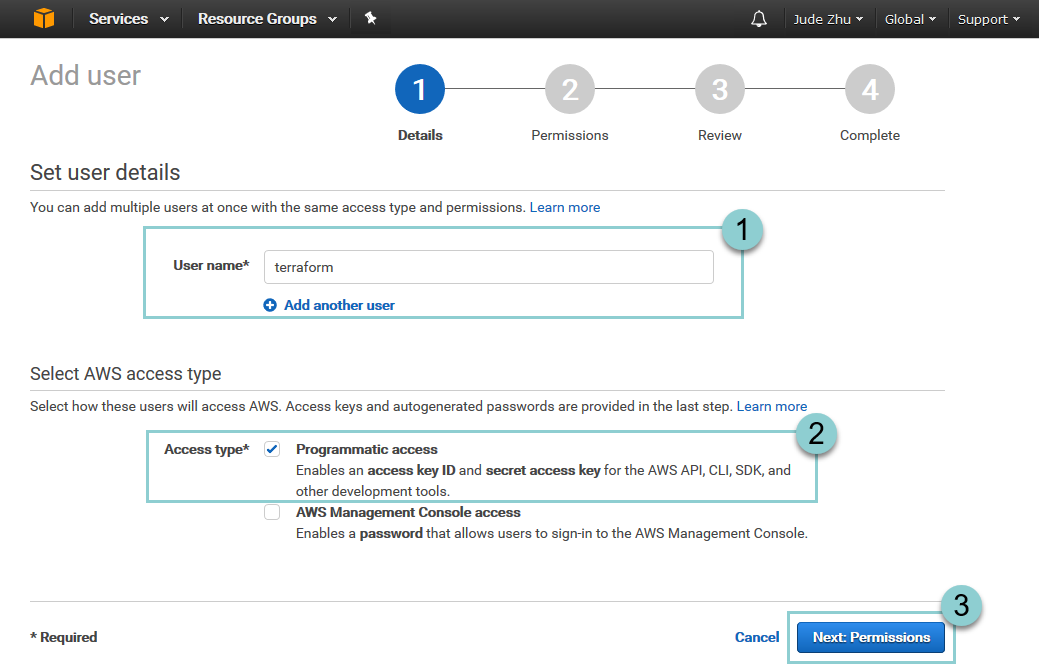 Services Resource Groups Jude Zhu Global Support
Add user
1 2 3 4
Details Permissions Review Complete
Set user details
You can add multiple users at once with the same access type and permissions. Learn more
1
User name* terraform
Add another user
Select AWS access type
Select how these users will access AWS. Access keys and autogenerated passwords are provided in the last step. Learn more
2
Access type* Programmatic access
Enables an access key ID and secret access key for the AWS API, CLI, SDK, and
other development tools.
AWS Management Console access
Enables a password that allows users to sign-in to the AWS Management Console.
3
* Required Cancel Next: Permissions